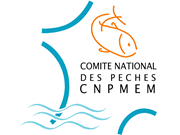 COMITE NATIONAL
DES PECHES
CNPMEM